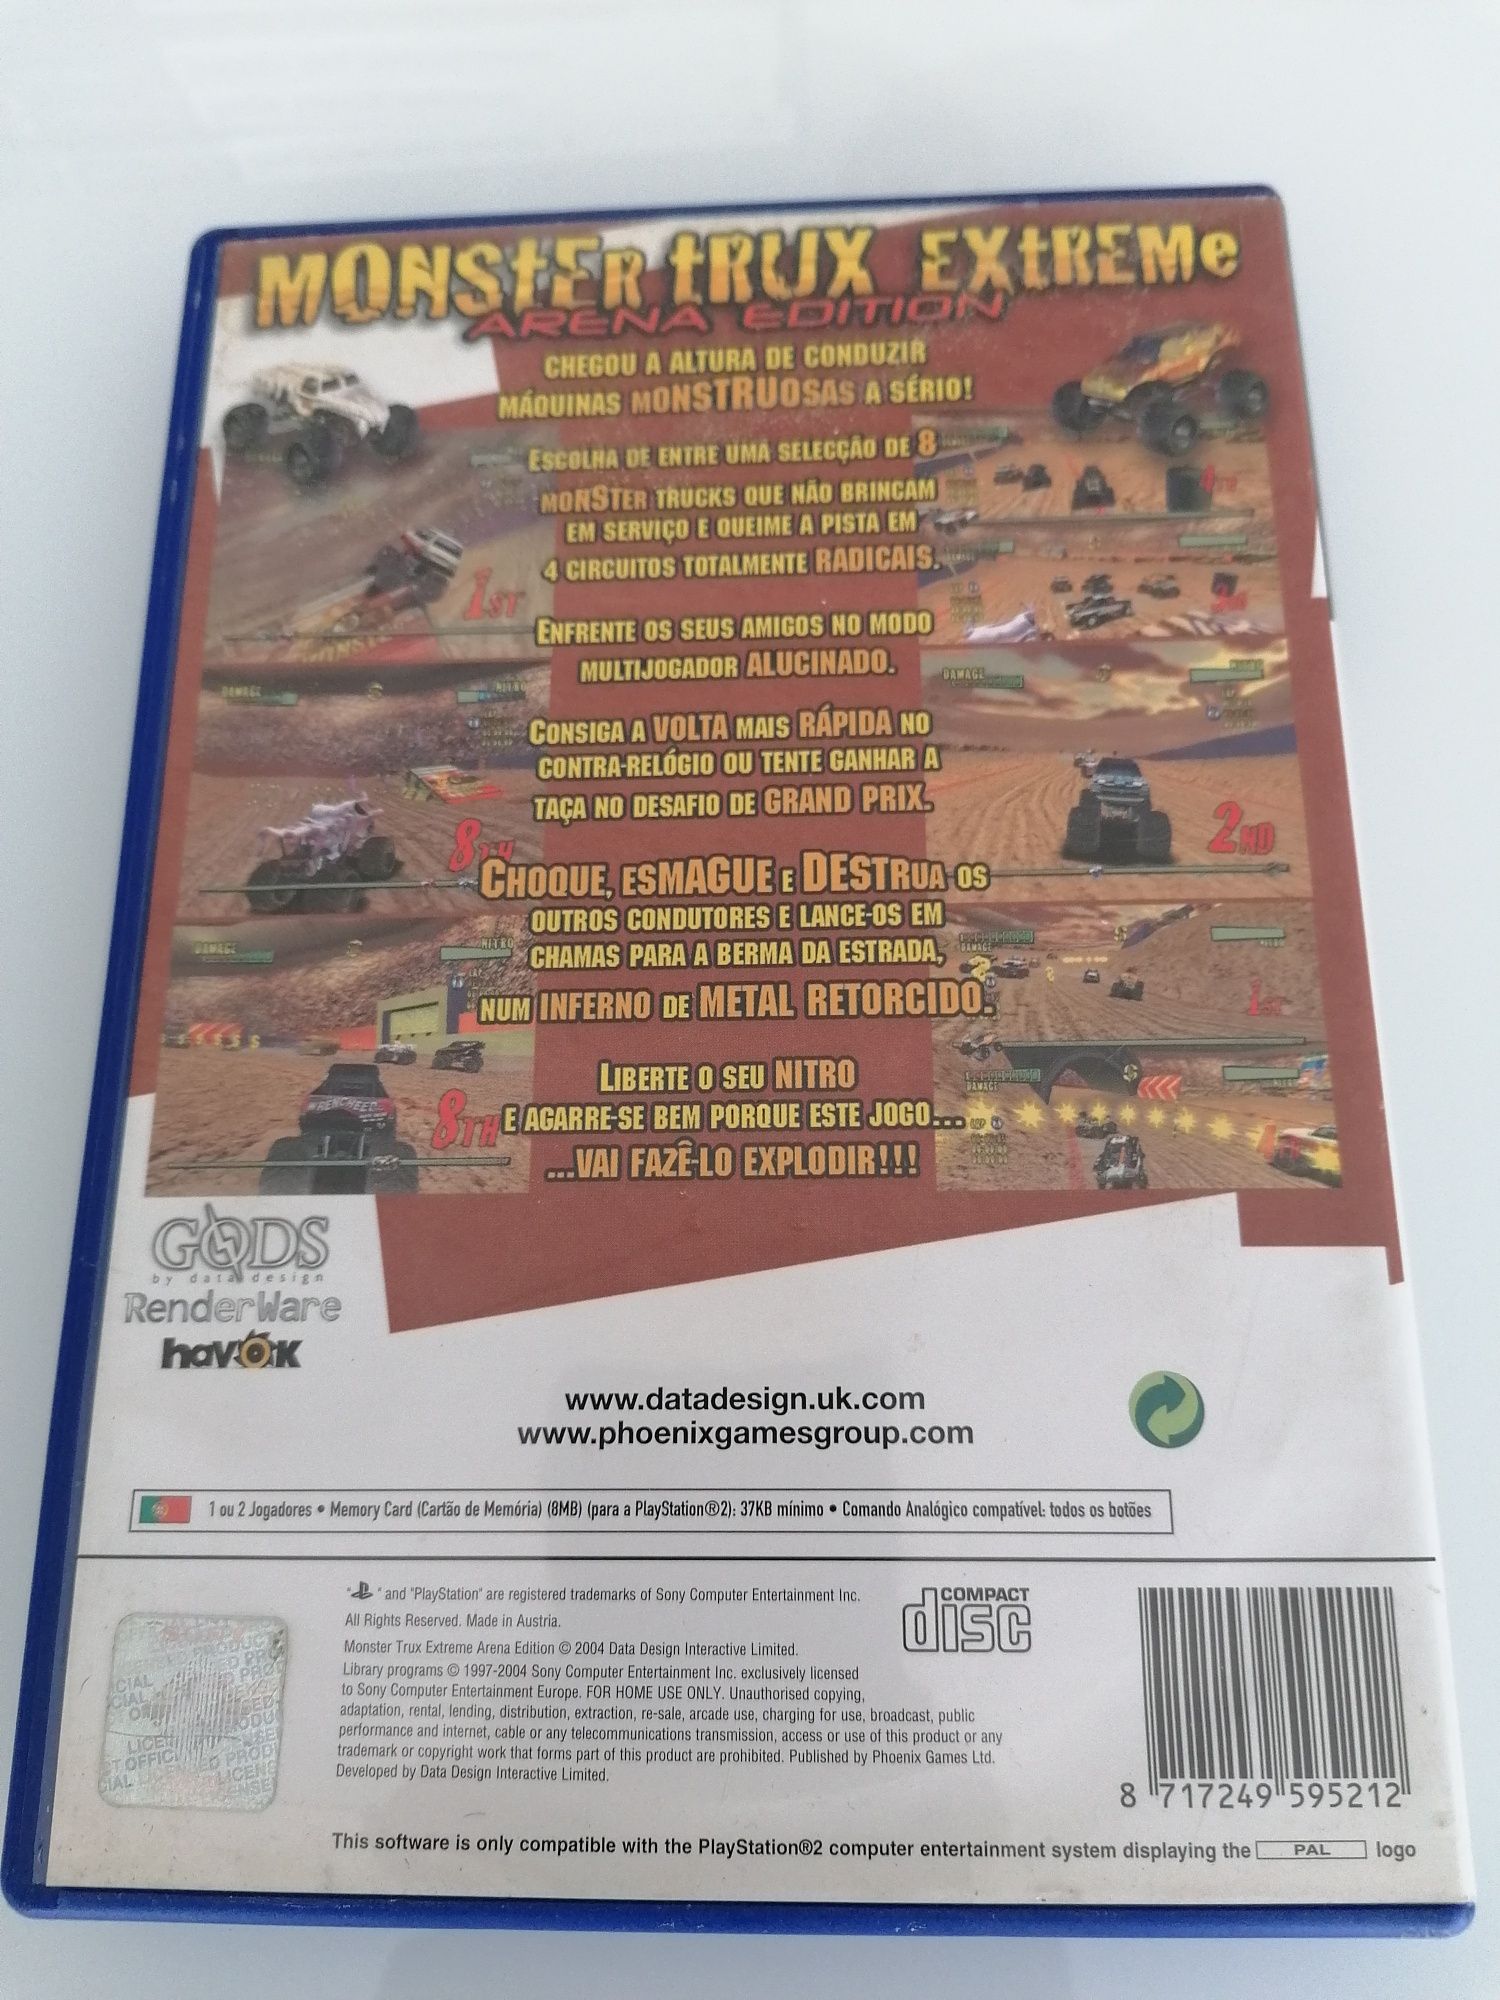 MONStER tRUX EXtREMe
ARENA EDITION
CHEGOU A ALTURA DE CONDUZIR
MÁQUINAS MONSTRUOSAS A SÉRIO!
ESCOLHA DE ENTRE UMA SELECÇÃO DE 8
MONSTER TRUCKS QUE NÃO BRINCAM
EM SERVIÇO E QUEIME A PISTA EM
4 CIRCUITOS TOTALMENTE RADICAIS.
4TH
1ST
ENFRENTE OS SEUS AMIGOS NO MODO
MULTIJOGADOR ALUCINADO.
DAMAGE
NITRO
DAMAGE
NITRO
CONSIGA A VOLTA MAIS RÁPIDA NO
CONTRA-RELÓGIO OU TENTE GANHAR A
TAÇA NO DESAFIO DE GRAND PRIX.
8TH
2ND
CHOQUE, ESMAGUE E DESTRUA OS
OUTROS CONDUTORES E LANCE-OS EM
CHAMAS PARA A BERMA DA ESTRADA,
NUM INFERNO DE METAL RETORCIDO.
DAMAGE
NITRO
DAMAGE
1ST
LIBERTE O SEU NITRO
E AGARRE-SE BEM PORQUE ESTE JOGO...
...VAI FAZÊ-LO EXPLODIR!!!
WRENCHEED
8TH
DAMAGE
LAP
4TH
GODS
by data design
RenderWare
havok
www.datadesign.uk.com
www.phoenixgamesgroup.com
1 ou 2 Jogadores • Memory Card (Cartão de Memória) (8MB) (para a PlayStation®2): 37KB mínimo • Comando Analógico compatível: todos os botões
" " and "PlayStation" are registered trademarks of Sony Computer Entertainment Inc.
All Rights Reserved. Made in Austria.
Monster Trux Extreme Arena Edition © 2004 Data Design Interactive Limited.
Library programs © 1997-2004 Sony Computer Entertainment Inc. exclusively licensed
to Sony Computer Entertainment Europe. FOR HOME USE ONLY. Unauthorised copying,
adaptation, rental, lending, distribution, extraction, re-sale, arcade use, charging for use, broadcast, public
performance and internet, cable or any telecommunications transmission, access or use of this product or any
trademark or copyright work that forms part of this product are prohibited. Published by Phoenix Games Ltd.
Developed by Data Design Interactive Limited.
COMPACT
disc
8 717249 595212
This software is only compatible with the PlayStation®2 computer entertainment system displaying the PAL logo